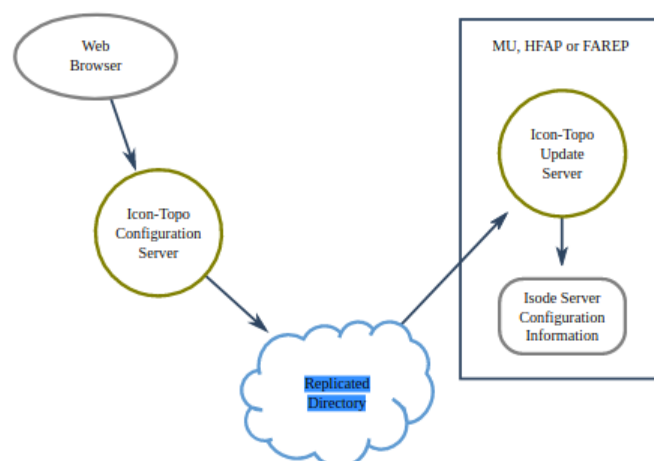 Web
Browser
MU, HFAP or FAREP
Icon-Topo
Update
Server
Icon-Topo
Configuration
Server
Isode Server
Configuration
Information
Replicated
Directory